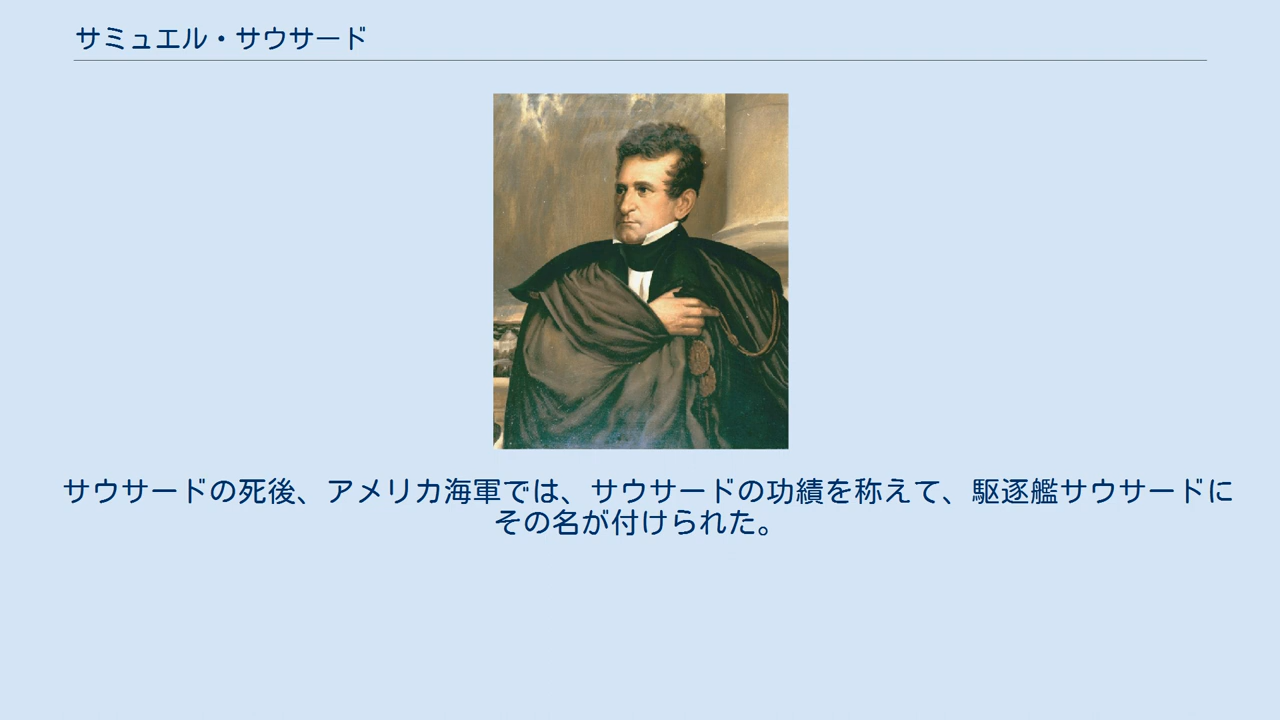 サミュエル・サウサード
サウサードの死後、アメリカ海軍では、サウサードの功績を称えて、駆逐艦サウサードに
その名が付けられた。